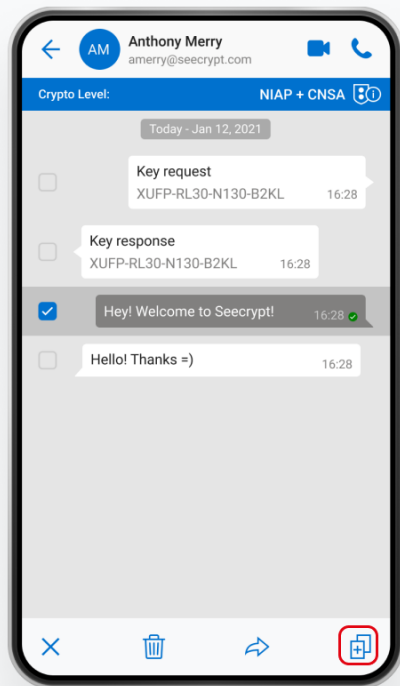 Anthony Merry
AM
amerry@seecrypt.com
Crypto Level:
NIAP + CNSA
Today - Jan 12, 2021
Key request
XUFP-RL30-N130-B2KL 16:28
Key response
XUFP-RL30-N130-B2KL 16:28
Hey! Welcome to Seecrypt! 16:28
Hello! Thanks =) 16:28